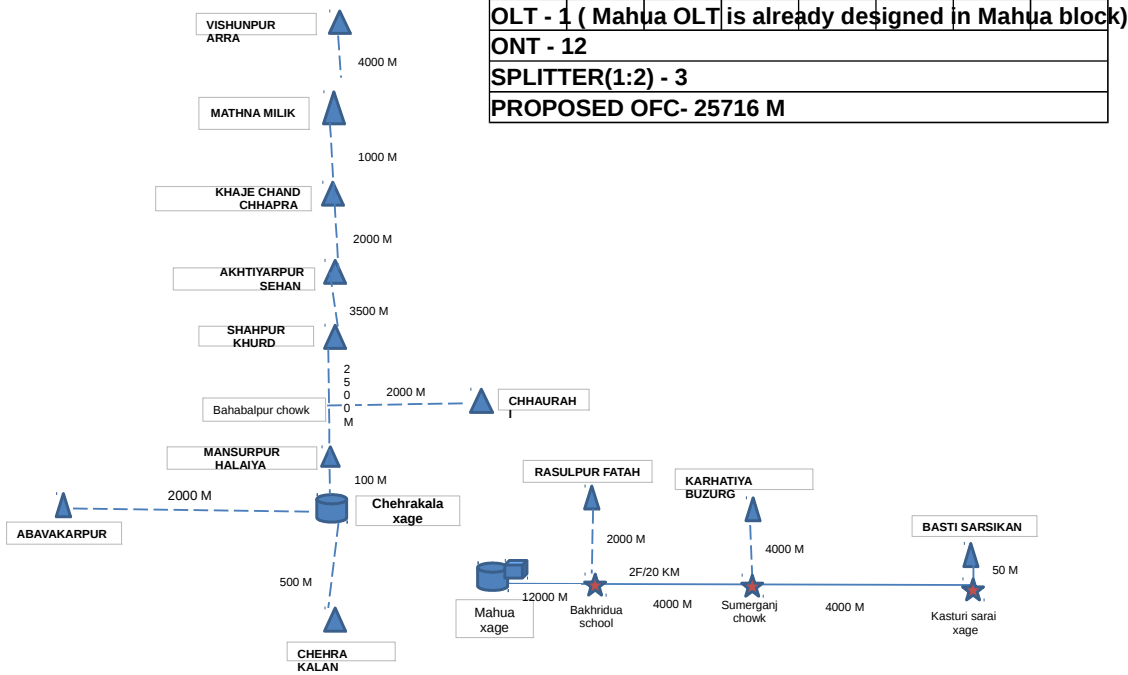 OLT - 1 ( Mahua OLT is already designed in Mahua block)
ONT - 12
SPLITTER(1:2) - 3
PROPOSED OFC- 25716 M
VISHUNPUR
ARRA
4000 M
MATHNA MILIK
1000 M
KHAJE CHAND
CHHAPRA
2000 M
AKHTIYARPUR
SEHAN
3500 M
SHAHPUR
KHURD
2
5
0
0
M
2000 M
CHHAURAH
I
Bahabalpur chowk
MANSURPUR
HALAIYA
100 M
2000 M
Chehrakala
xage
ABAVAKARPUR
500 M
CHEHRA
KALAN
RASULPUR FATAH
KARHATIYA
BUZURG
BASTI SARSIKAN
2000 M
4000 M
50 M
2F/20 KM
12000 M
4000 M
4000 M
Mahua
xage
Bakhridua
school
Sumerganj
chowk
Kasturi sarai
xage